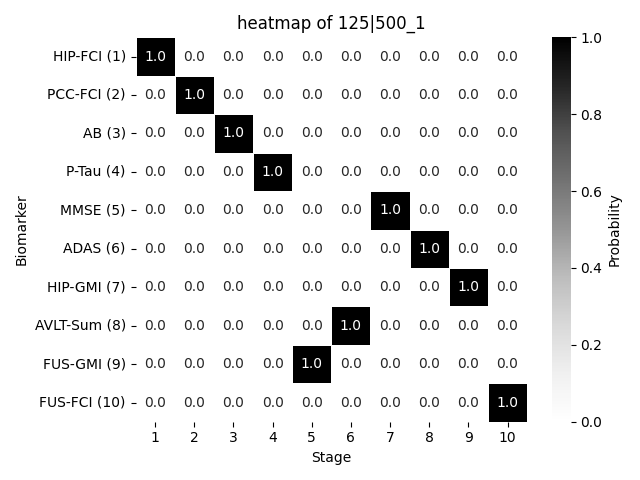 heatmap of 125|500_1
HIP-FCI (1) 1.0 0.0 0.0 0.0 0.0 0.0 0.0 0.0 0.0 0.0
PCC-FCI (2) 0.0 1.0 0.0 0.0 0.0 0.0 0.0 0.0 0.0 0.0
AB (3) 0.0 0.0 1.0 0.0 0.0 0.0 0.0 0.0 0.0 0.0
P-Tau (4) 0.0 0.0 0.0 1.0 0.0 0.0 0.0 0.0 0.0 0.0
MMSE (5) 0.0 0.0 0.0 0.0 0.0 0.0 1.0 0.0 0.0 0.0
ADAS (6) 0.0 0.0 0.0 0.0 0.0 0.0 0.0 1.0 0.0 0.0
HIP-GMI (7) 0.0 0.0 0.0 0.0 0.0 0.0 0.0 0.0 1.0 0.0
AVLT-Sum (8) 0.0 0.0 0.0 0.0 0.0 1.0 0.0 0.0 0.0 0.0
FUS-GMI (9) 0.0 0.0 0.0 0.0 1.0 0.0 0.0 0.0 0.0 0.0
FUS-FCI (10) 0.0 0.0 0.0 0.0 0.0 0.0 0.0 0.0 0.0 1.0
1 2 3 4 5 6 7 8 9 10
Stage
Biomarker
1.0
0.8
0.6
0.4
0.2
0.0
Probability